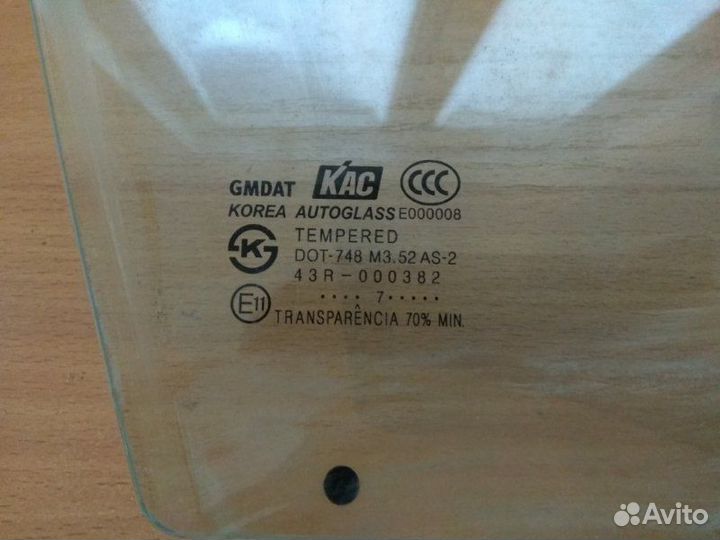 GMDAT KAC CCC
KOREA AUTOGLASS E000008
K TEMPERED
DOT-748 M3.52 AS-2
43R-000382
E11 •••• 7•••••
TRANSPARÊNCIA 70% MIN.
Avito